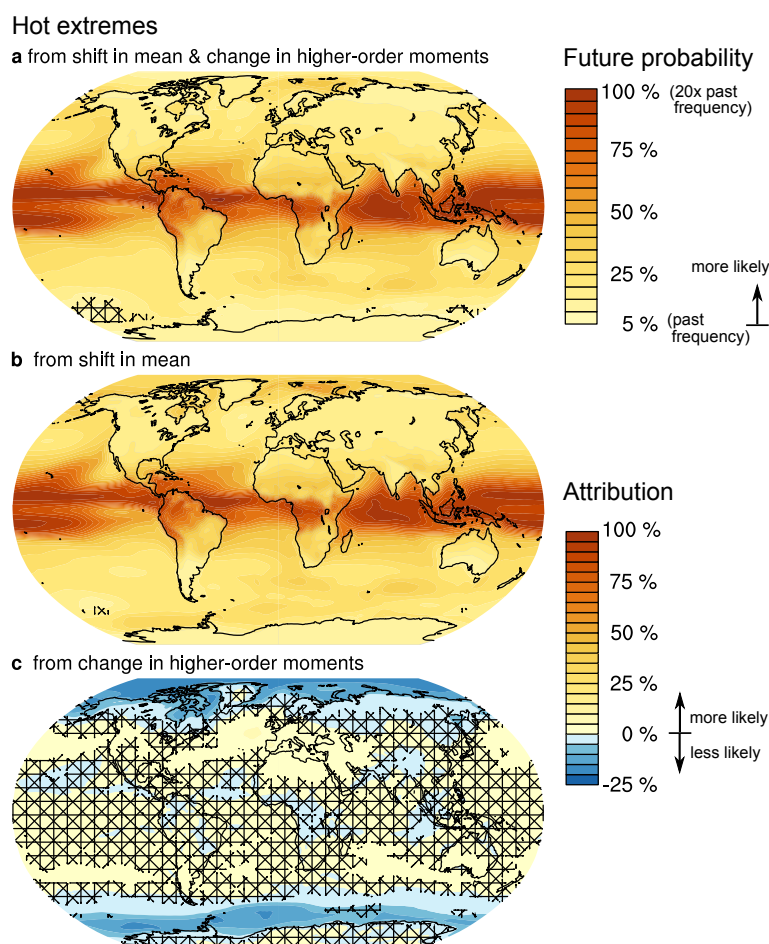 Hot extremes
a from shift in mean & change in higher-order moments
Future probability
100 % (20x past
frequency)
75 %
50 %
25 %
more likely
5 % (past
frequency)
b from shift in mean
Attribution
100 %
75 %
50 %
25 %
more likely
0 %
less likely
-25 %
c from change in higher-order moments